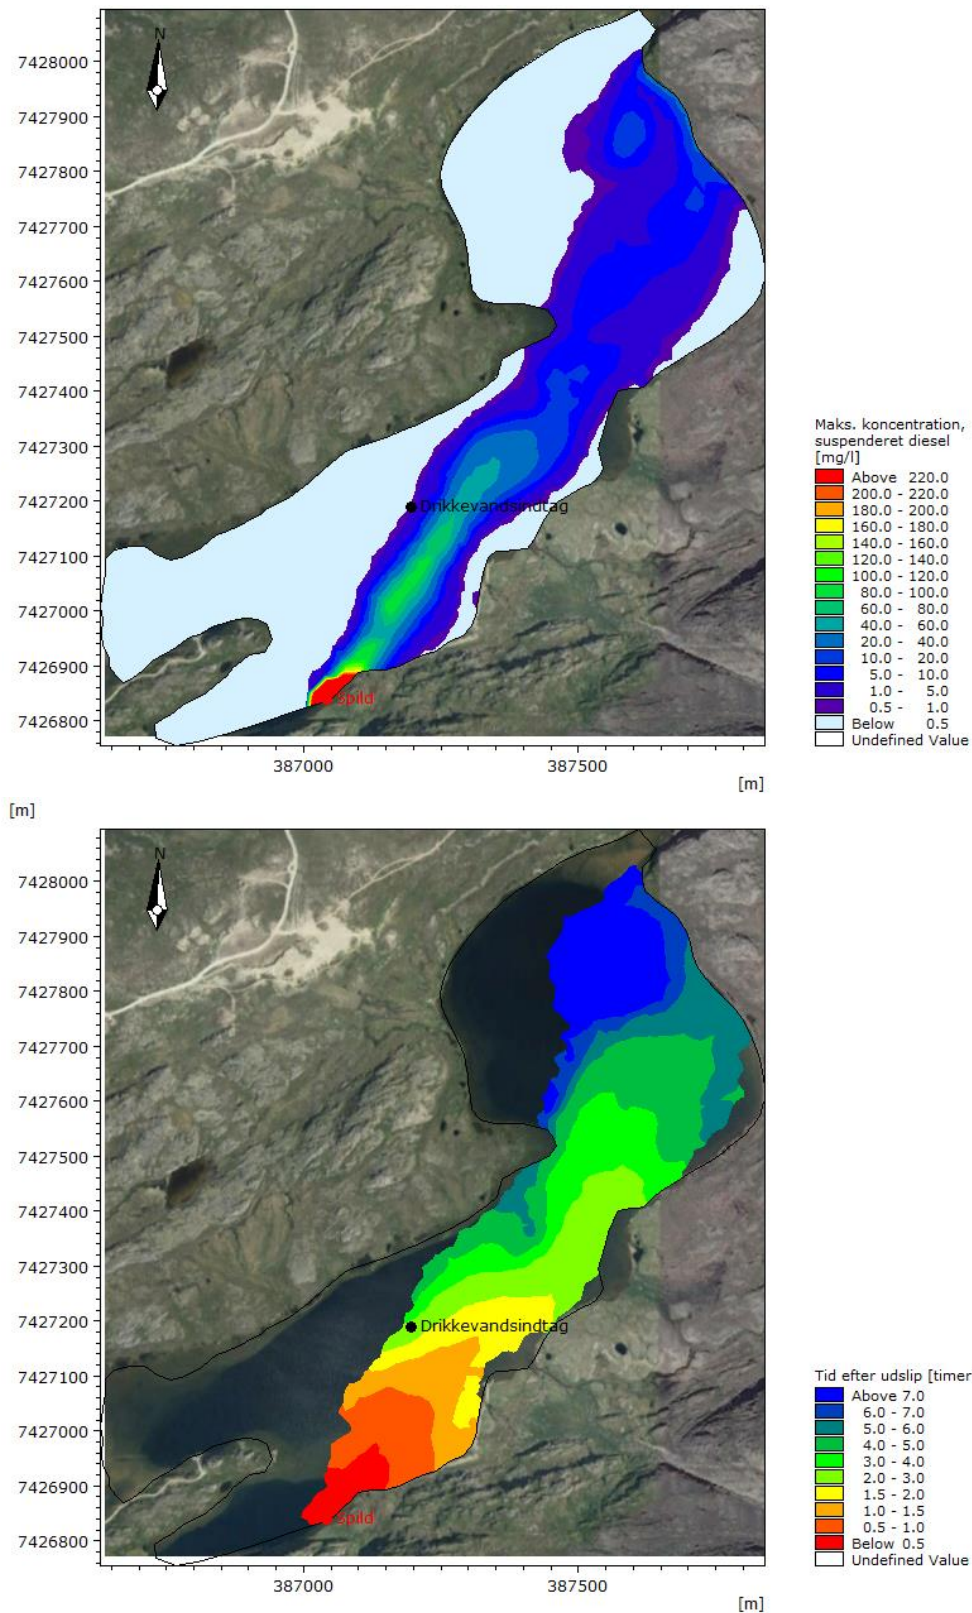 N
7428000
7427900
7427800
7427700
7427600
7427500
7427400
7427300
7427200
7427100
7427000
7426900
7426800
Drikkevandsindtag
Spild
387000 387500
[m]
Maks. koncentration,
suspenderet diesel
[mg/l]
Above 220.0
200.0 - 220.0
180.0 - 200.0
160.0 - 180.0
140.0 - 160.0
120.0 - 140.0
100.0 - 120.0
80.0 - 100.0
60.0 - 80.0
40.0 - 60.0
20.0 - 40.0
10.0 - 20.0
5.0 - 10.0
1.0 - 5.0
0.5 - 1.0
Below 0.5
Undefined Value
[m]
N
7428000
7427900
7427800
7427700
7427600
7427500
7427400
7427300
7427200
7427100
7427000
7426900
7426800
Drikkevandsindtag
Spild
387000 387500
[m]
Tid efter udslip [timer
Above 7.0
6.0 - 7.0
5.0 - 6.0
4.0 - 5.0
3.0 - 4.0
2.0 - 3.0
1.5 - 2.0
1.0 - 1.5
0.5 - 1.0
Below 0.5
Undefined Value